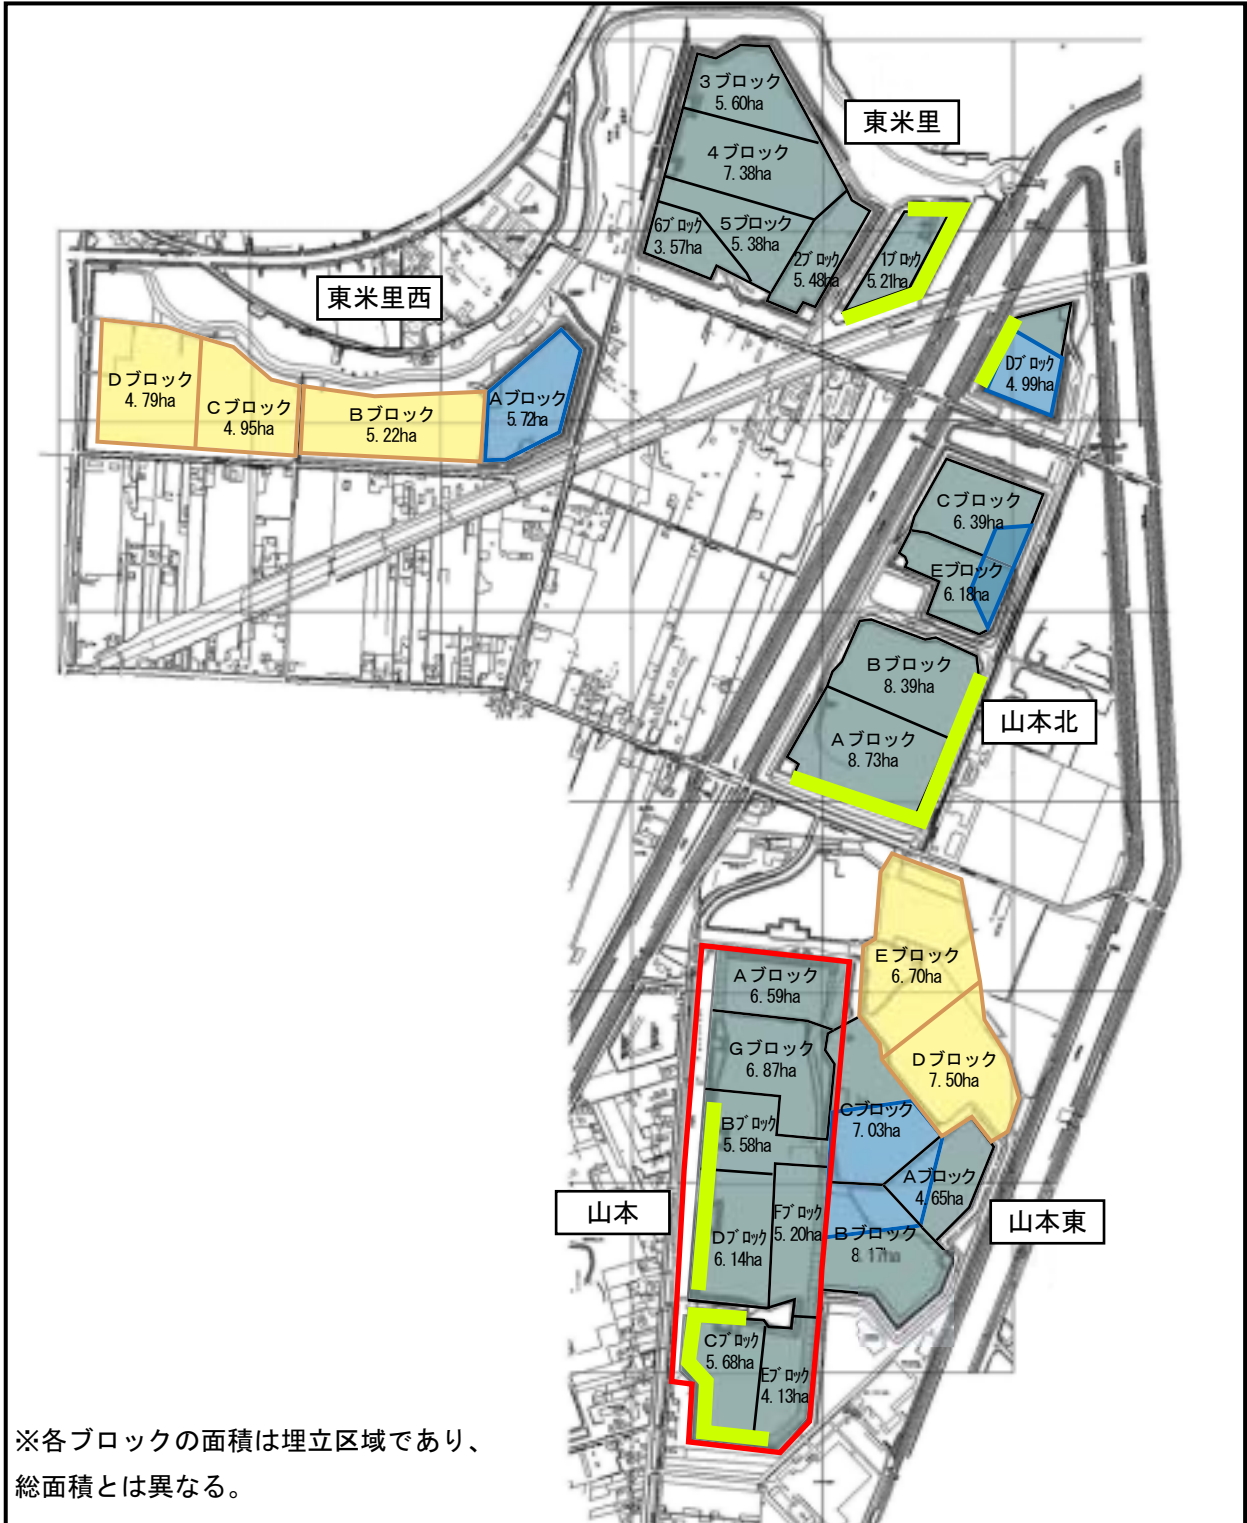 東米里
3ブロック
5.60ha
4ブロック
7.38ha
5ブロック
5.38ha
6ブロック
3.57ha
2ブロック
5.48ha
1ブロック
5.21ha
東米里西
Dブロック
4.79ha
Cブロック
4.95ha
Bブロック
5.22ha
Aブロック
5.72ha
Dブロック
4.99ha
Cブロック
6.39ha
Eブロック
6.18ha
Bブロック
8.39ha
Aブロック
8.73ha
山本北
Eブロック
6.70ha
Dブロック
7.50ha
Cブロック
7.03ha
Aブロック
4.65ha
Bブロック
8.17ha
山本東
Aブロック
6.59ha
Gブロック
6.87ha
Bブロック
5.58ha
Fブロック
5.20ha
Dブロック
6.14ha
Cブロック
5.68ha
Eブロック
4.13ha
山本
※各ブロックの面積は埋立区域であり、
総面積とは異なる。